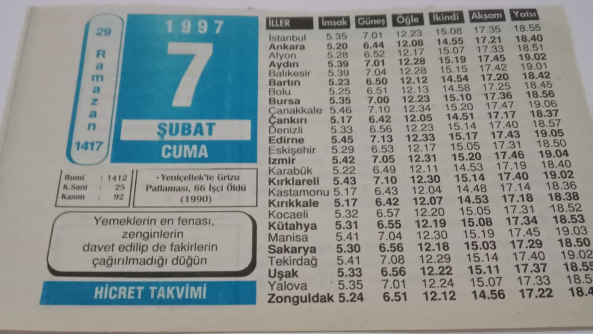 1997
29 Ramazan 1417
7
ŞUBAT
CUMA
Rumi : 1412
K.Sani : 25
Kasım : 92
- Yeniçeltek'te Grizu
Patlaması, 66 İşçi Öldü
(1990)
Yemeklerin en fenası,
zenginlerin
davet edilip de fakirlerin
çağırılmadığı düğün
HİCRET TAKVİMİ
İLLER İmsak Güneş Öğle İkindi Akşam Yatsı
İstanbul 5.35 7.01 12.23 15.08 17.35 18.55
Ankara 5.20 6.44 12.08 14.55 17.21 18.40
Afyon 5.28 6.52 12.17 15.07 17.33 18.51
Aydın 5.39 7.01 12.28 15.19 17.45 19.02
Balıkesir 5.39 7.04 12.28 15.15 17.42 19.01
Bartın 5.23 6.50 12.12 14.54 17.20 18.42
Bolu 5.25 6.51 12.13 14.58 17.25 18.45
Bursa 5.35 7.00 12.23 15.10 17.36 18.56
Çanakkale 5.46 7.10 12.34 15.20 17.47 19.06
Çankırı 5.17 6.42 12.05 14.51 17.17 18.37
Denizli 5.33 6.56 12.23 15.14 17.40 18.57
Edirne 5.45 7.13 12.33 15.17 17.43 19.05
Eskişehir 5.29 6.53 12.17 15.05 17.31 18.50
İzmir 5.42 7.05 12.31 15.20 17.46 19.04
Karabük 5.22 6.49 12.11 14.53 17.19 18.40
Kırklareli 5.43 7.10 12.30 15.14 17.40 19.02
Kastamonu 5.17 6.43 12.04 14.48 17.14 18.36
Kırıkkale 5.17 6.42 12.07 14.53 17.18 18.38
Kocaeli 5.32 6.57 12.20 15.05 17.31 18.52
Kütahya 5.31 6.55 12.19 15.08 17.34 18.53
Manisa 5.41 7.04 12.30 15.19 17.45 19.03
Sakarya 5.30 6.56 12.18 15.03 17.29 18.50
Tekirdağ 5.41 7.08 12.29 15.14 17.40 19.02
Uşak 5.33 6.56 12.22 15.11 17.37 18.55
Yalova 5.35 7.01 12.24 15.07 17.33 18.5
Zonguldak 5.24 6.51 12.12 14.56 17.22 18.4